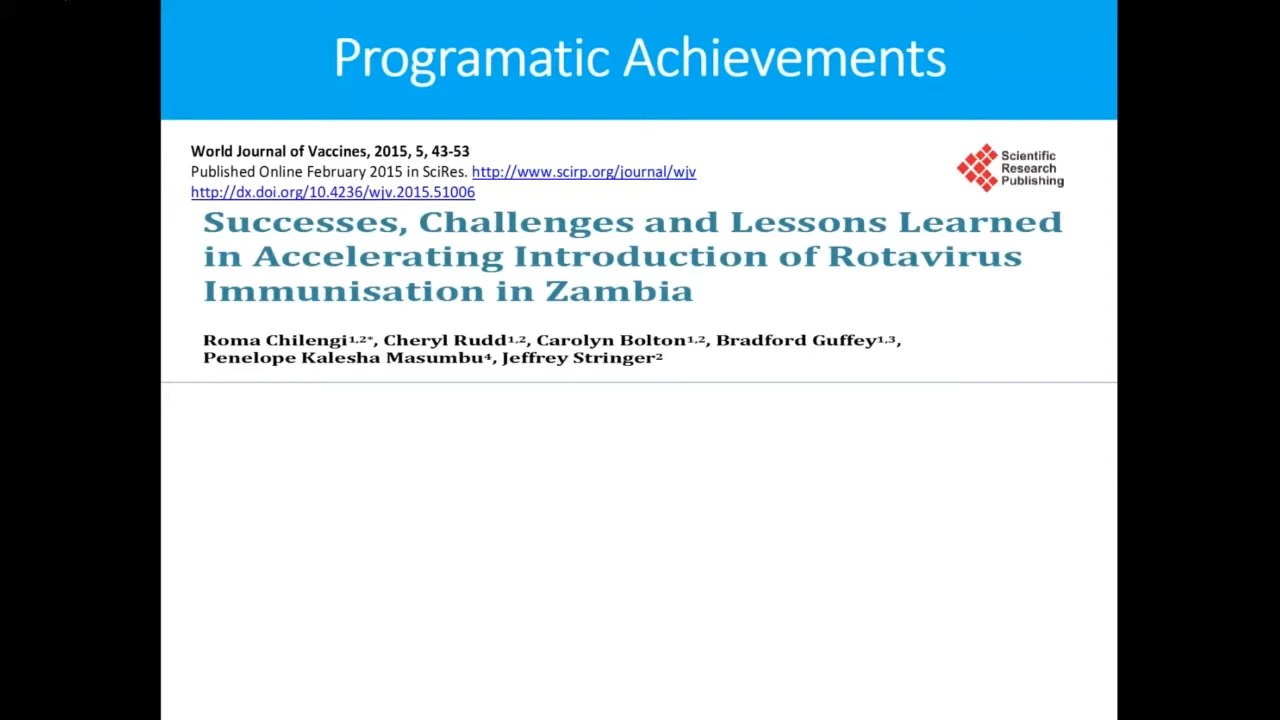 Programatic Achievements
World Journal of Vaccines, 2015, 5, 43-53
Published Online February 2015 in SciRes. http://www.scirp.org/journal/wjv
http://dx.doi.org/10.4236/wjv.2015.51006
Scientific
Research
Publishing
Successes, Challenges and Lessons Learned
in Accelerating Introduction of Rotavirus
Immunisation in Zambia
Roma Chilengi1,2*, Cheryl Rudd1,2, Carolyn Bolton1,2, Bradford Guffey1,3,
Penelope Kalesha Masumbu4, Jeffrey Stringer2